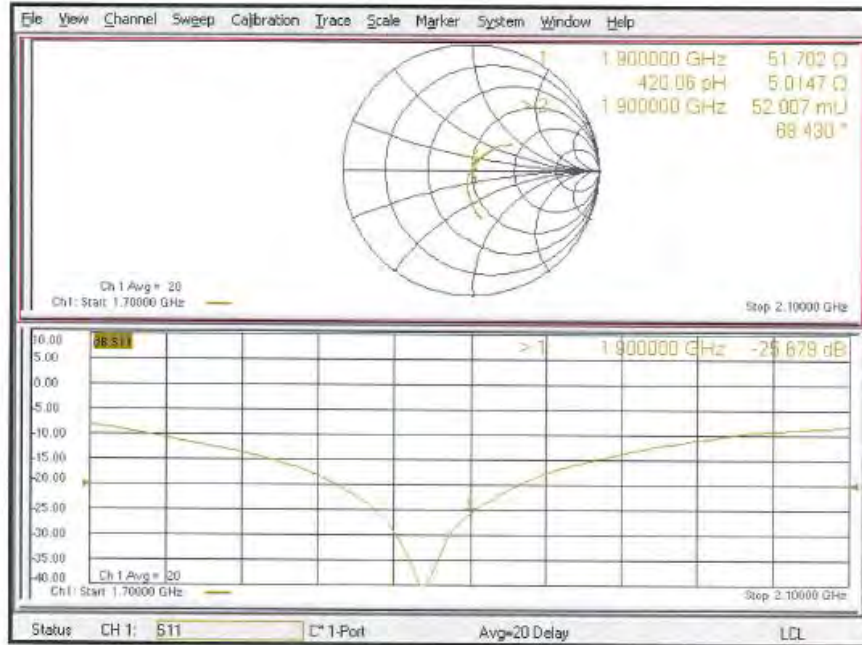 File View Channel Sweep Calibration Trace Scale Marker System Window Help
1 1.900000 GHz 51.702 Ω
420.06 pH 5.0147 Ω
> 2 1.900000 GHz 52.007 mU
69.430 °
Ch 1 Avg = 20
Ch1: Start 1.70000 GHz
Stop 2.10000 GHz
10.00 dB S11 > 1 1.900000 GHz -25.679 dB
5.00
0.00
-5.00
-10.00
-15.00
-20.00
-25.00
-30.00
-35.00
-40.00
Ch 1 Avg = 20
Ch1: Start 1.70000 GHz
Stop 2.10000 GHz
Status CH 1: S11 C* 1-Port Avg=20 Delay LCL